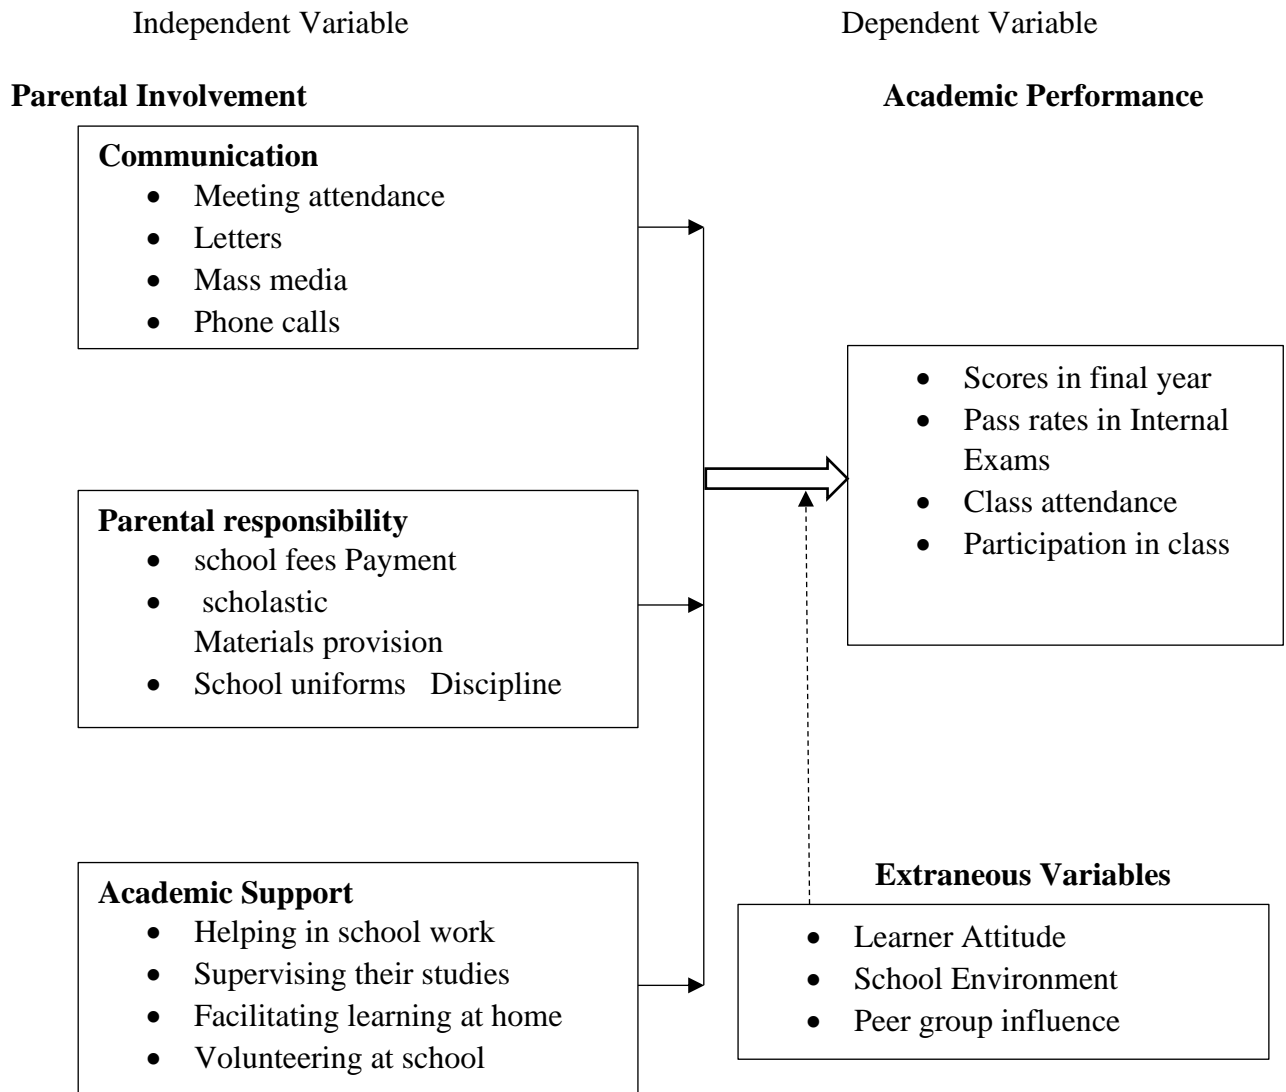 Independent Variable
Dependent Variable
Parental Involvement
Academic Performance
Communication
• Meeting attendance
• Letters
• Mass media
• Phone calls
• Scores in final year
• Pass rates in Internal
Exams
• Class attendance
• Participation in class
Parental responsibility
• school fees Payment
• scholastic
Materials provision
• School uniforms Discipline
Academic Support
• Helping in school work
• Supervising their studies
• Facilitating learning at home
• Volunteering at school
Extraneous Variables
• Learner Attitude
• School Environment
• Peer group influence